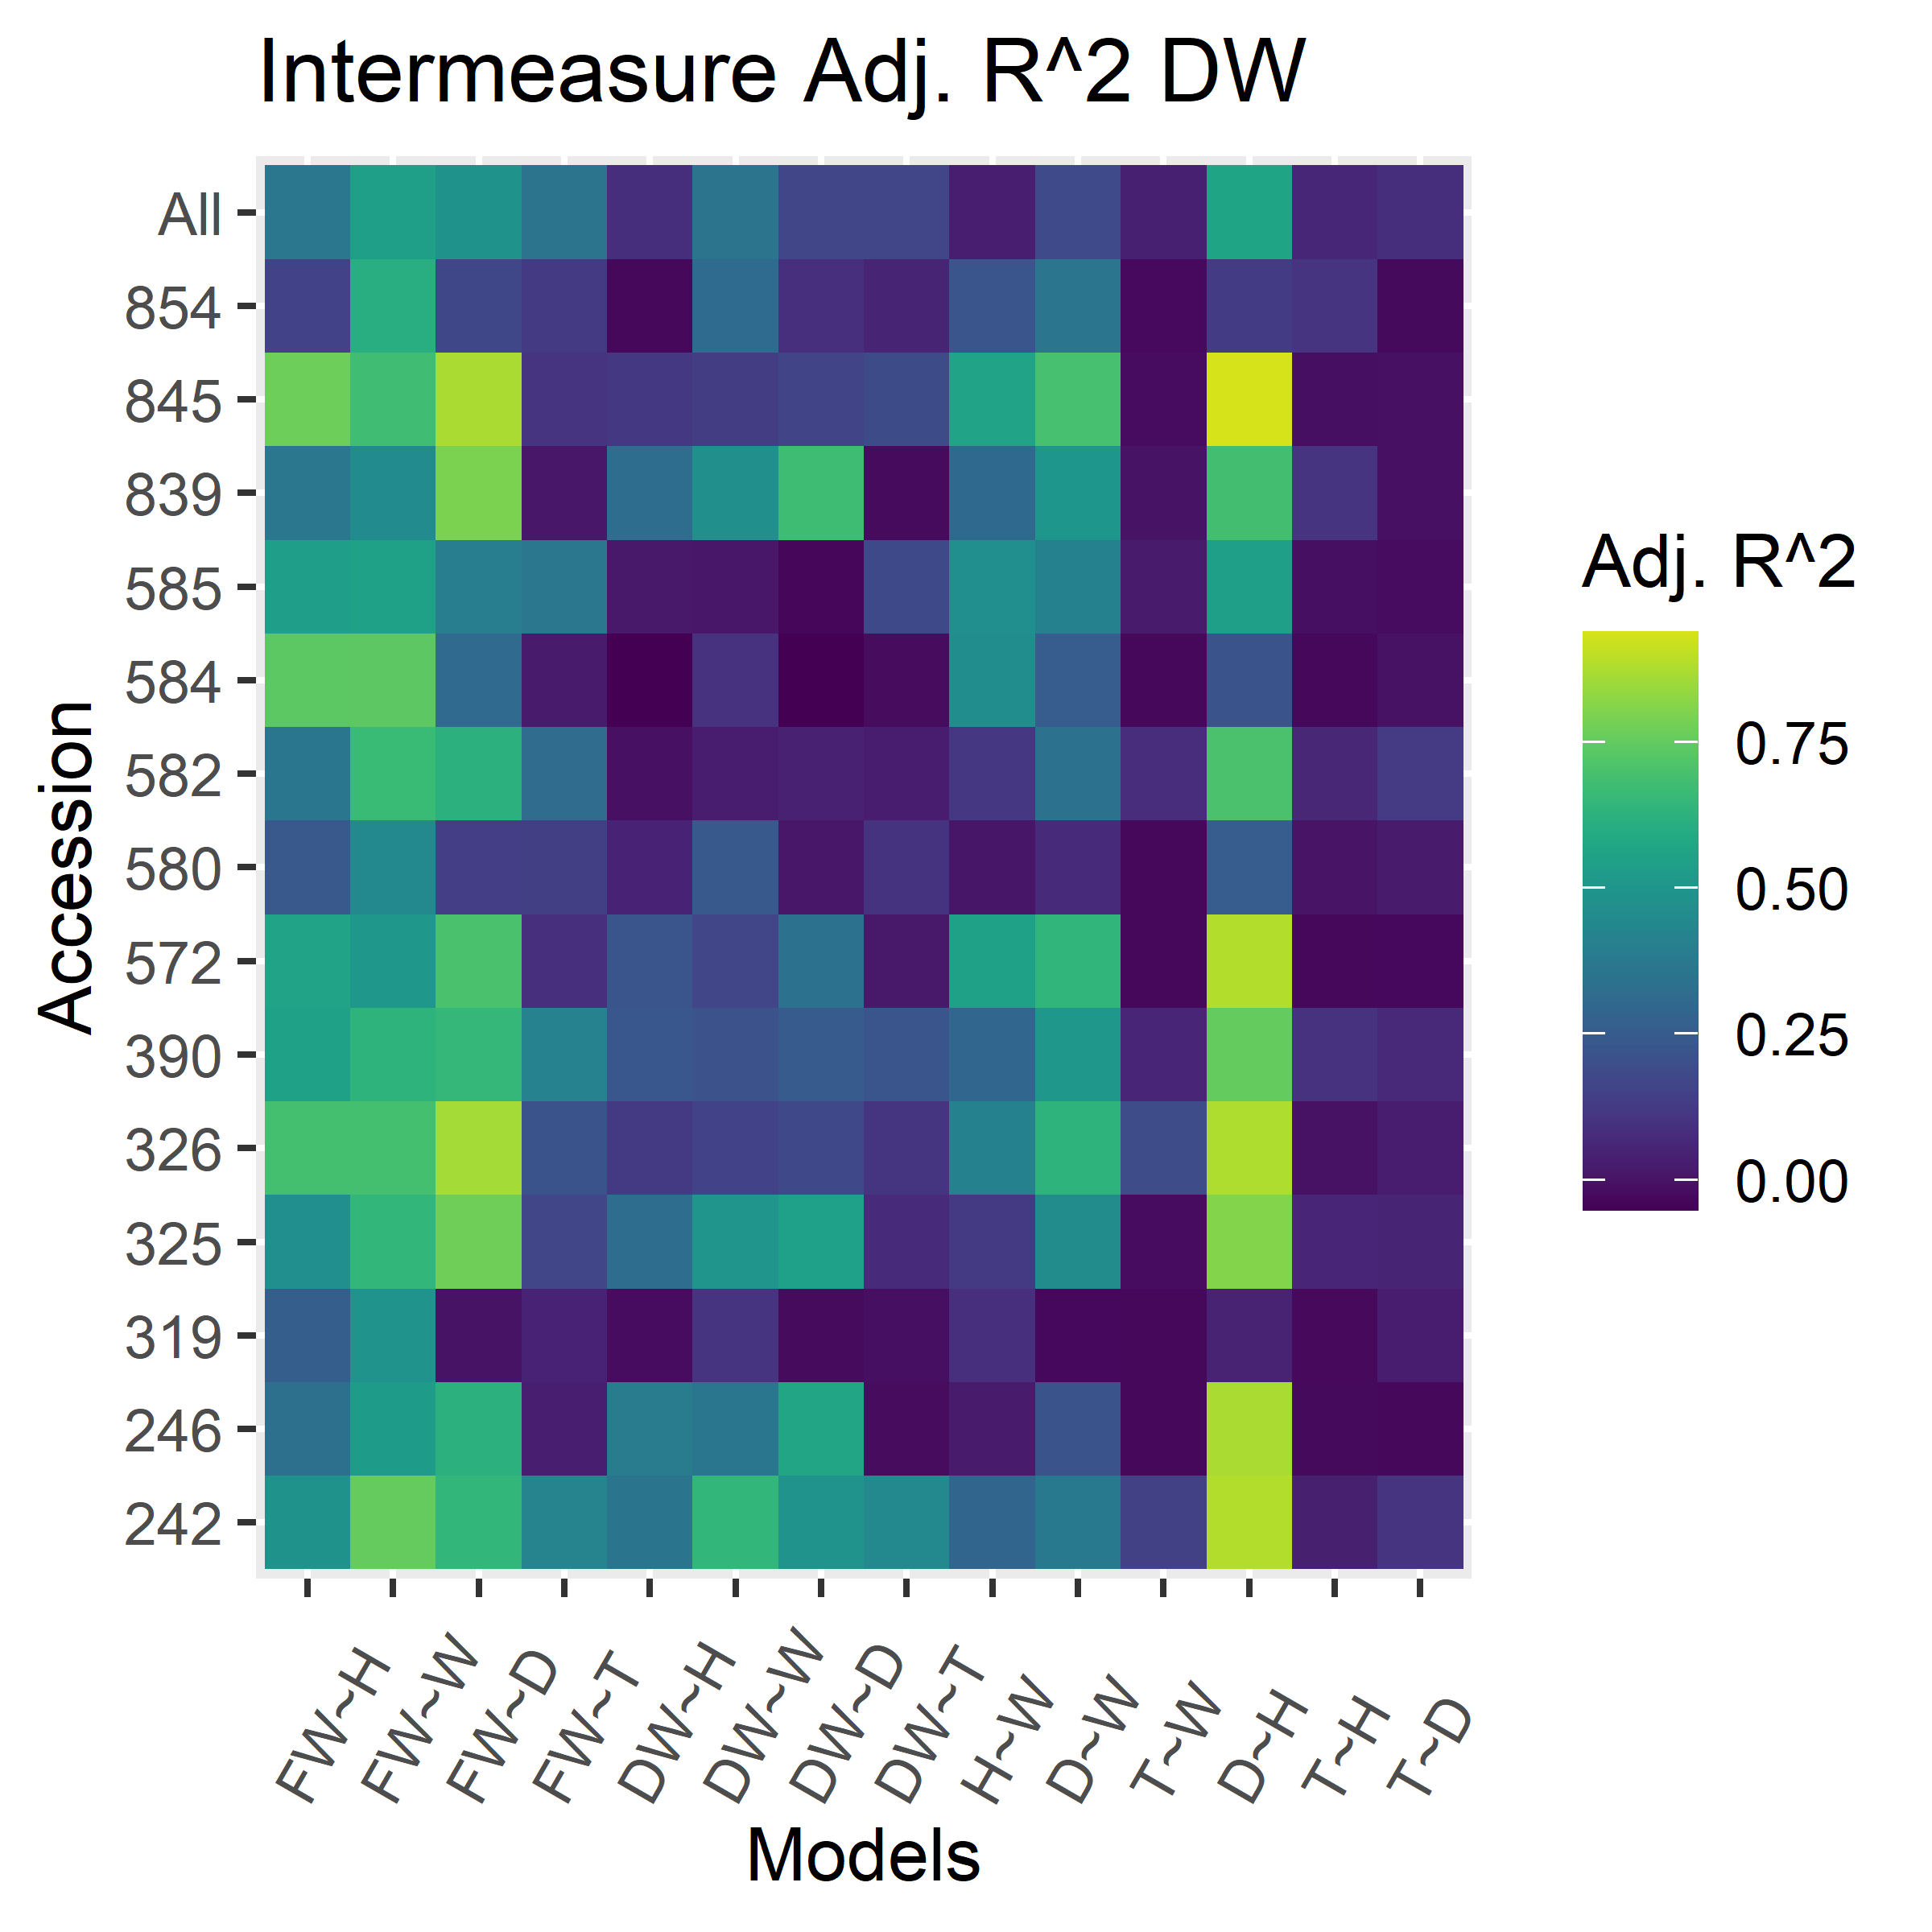 Intermeasure Adj. R^2 DW
Accession
All
854
845
839
585
584
582
580
572
390
326
325
319
246
242
FW~H
FW~W
FW~D
FW~T
DW~H
DW~W
DW~D
DW~T
H~W
D~W
T~W
D~H
T~H
T~D
Models
Adj. R^2
0.75
0.50
0.25
0.00